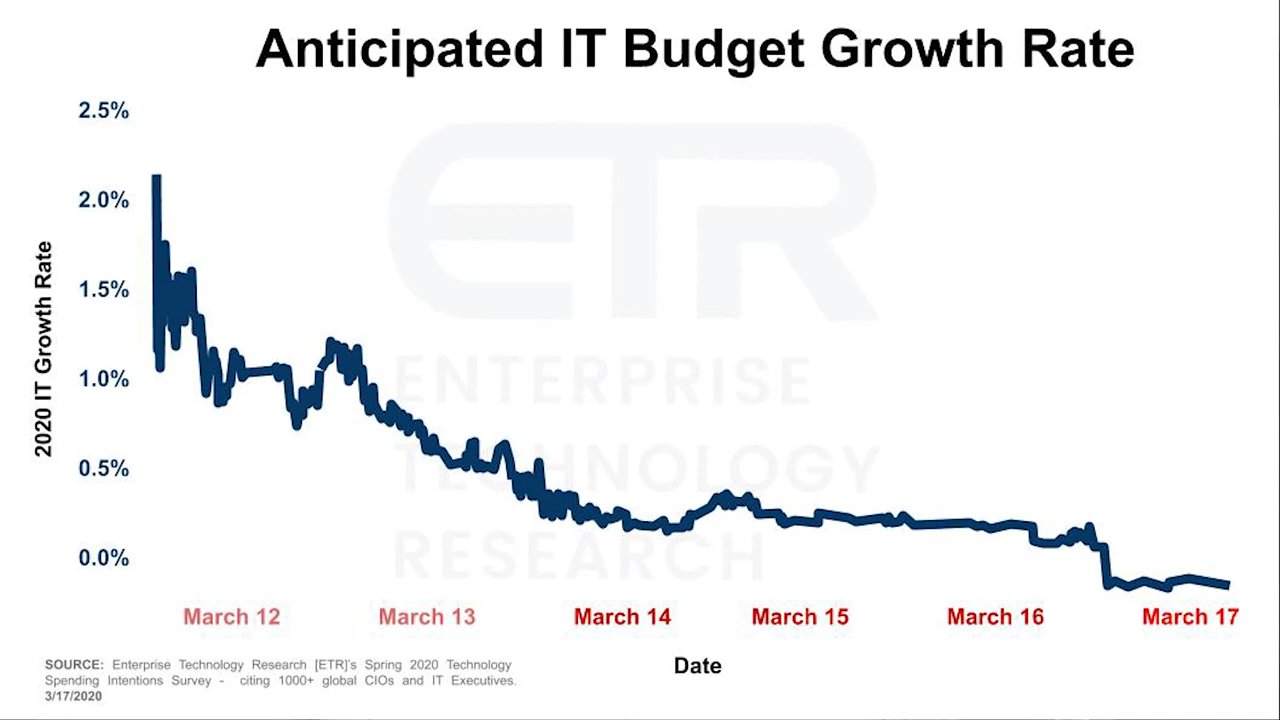 Anticipated IT Budget Growth Rate
2.5%
2.0%
1.5%
1.0%
0.5%
0.0%
2020 IT Growth Rate
ETR
ENTERPRISE
TECHNOLOGY
RESEARCH
March 12 March 13 March 14 March 15 March 16 March 17
Date
SOURCE: Enterprise Technology Research [ETR]'s Spring 2020 Technology
Spending Intentions Survey - citing 1000+ global CIOs and IT Executives.
3/17/2020